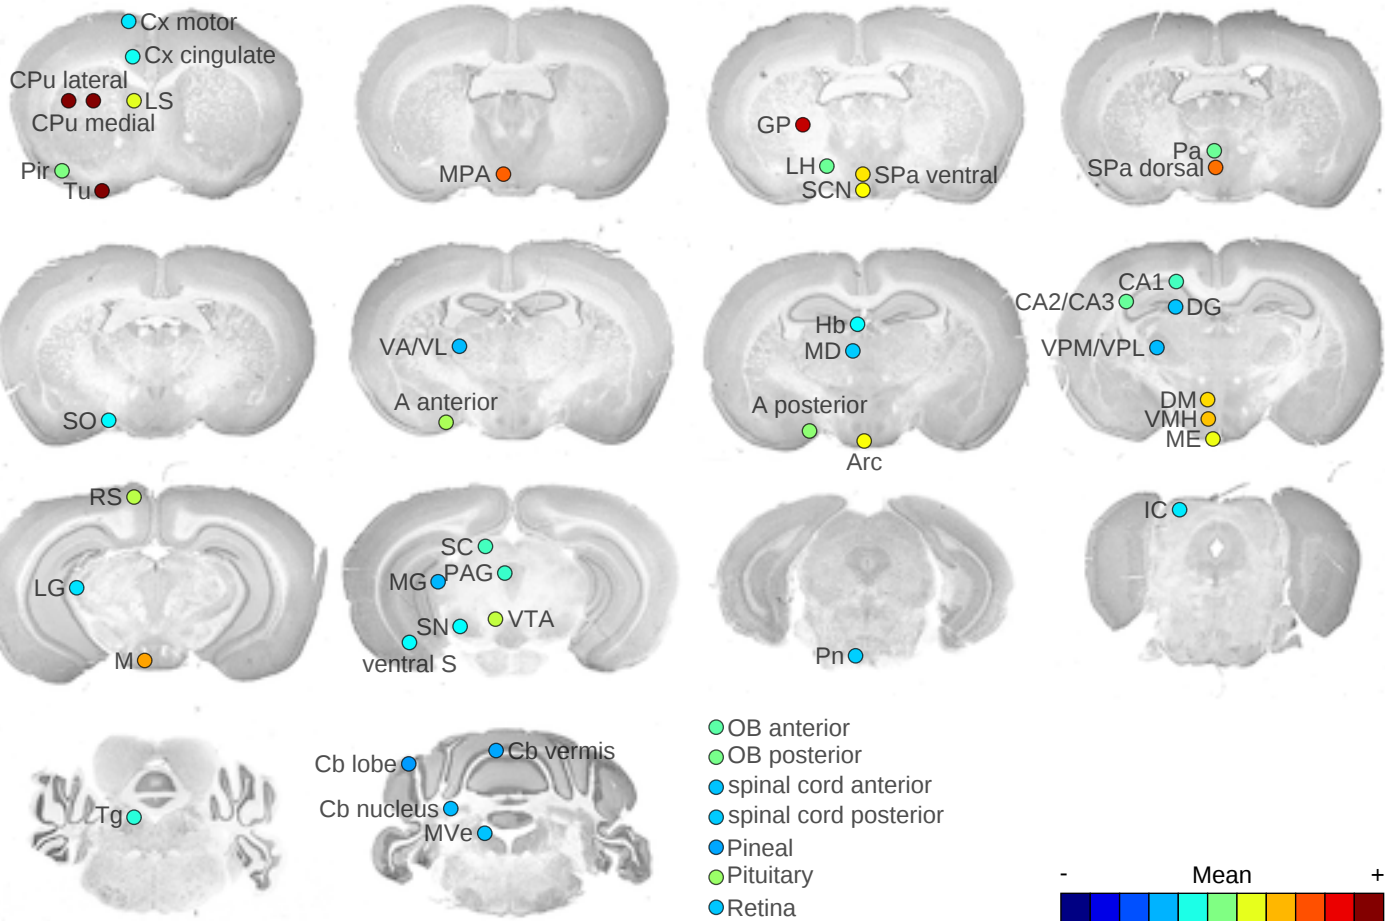 Cx motor
Cx cingulate
CPu lateral
LS
CPu medial
Pir
Tu
MPA
GP
LH
SPa ventral
SCN
Pa
SPa dorsal
SO
VA/VL
A anterior
Hb
MD
A posterior
Arc
CA1
CA2/CA3
DG
VPM/VPL
DM
VMH
ME
RS
LG
M
SC
PAG
MG
VTA
SN
ventral S
Pn
IC
Tg
Cb vermis
Cb lobe
Cb nucleus
MVe
OB anterior
OB posterior
spinal cord anterior
spinal cord posterior
Pineal
Pituitary
Retina
- Mean +